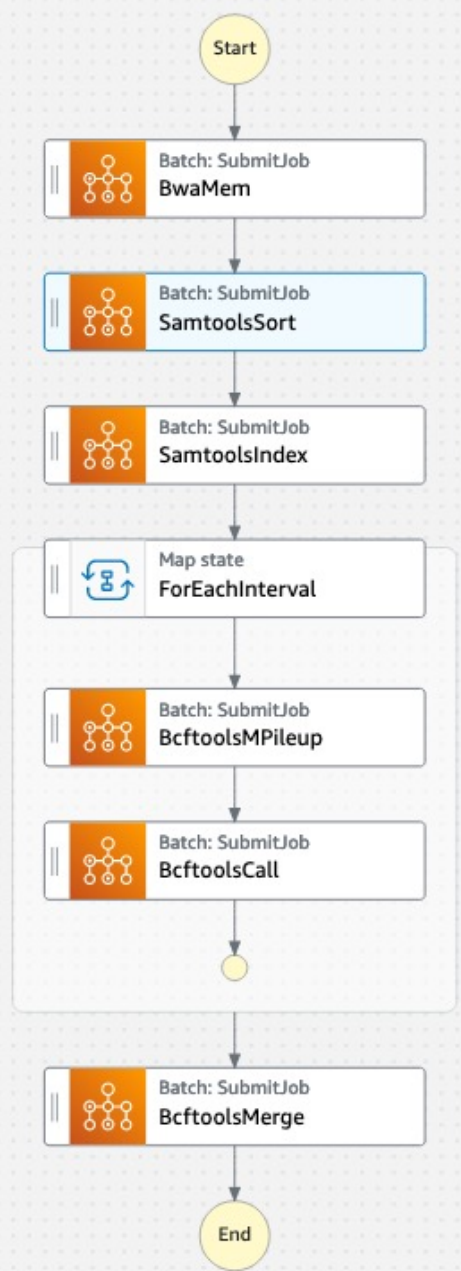 Start
Batch: SubmitJob
BwaMem
Batch: SubmitJob
SamtoolsSort
Batch: SubmitJob
SamtoolsIndex
Map state
ForEachInterval
Batch: SubmitJob
BcftoolsMPileup
Batch: SubmitJob
BcftoolsCall
Batch: SubmitJob
BcftoolsMerge
End